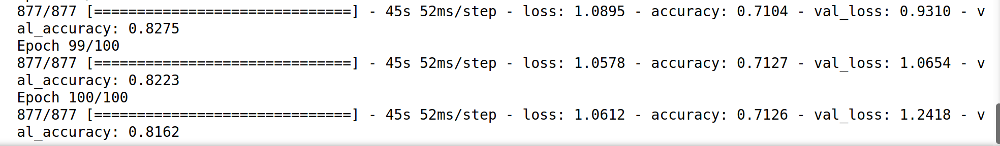 877/877 [==============================] - 45s 52ms/step - loss: 1.0895 - accuracy: 0.7104 - val_loss: 0.9310 - v
al_accuracy: 0.8275
Epoch 99/100
877/877 [==============================] - 45s 52ms/step - loss: 1.0578 - accuracy: 0.7127 - val_loss: 1.0654 - v
al_accuracy: 0.8223
Epoch 100/100
877/877 [==============================] - 45s 52ms/step - loss: 1.0612 - accuracy: 0.7126 - val_loss: 1.2418 - v
al_accuracy: 0.8162